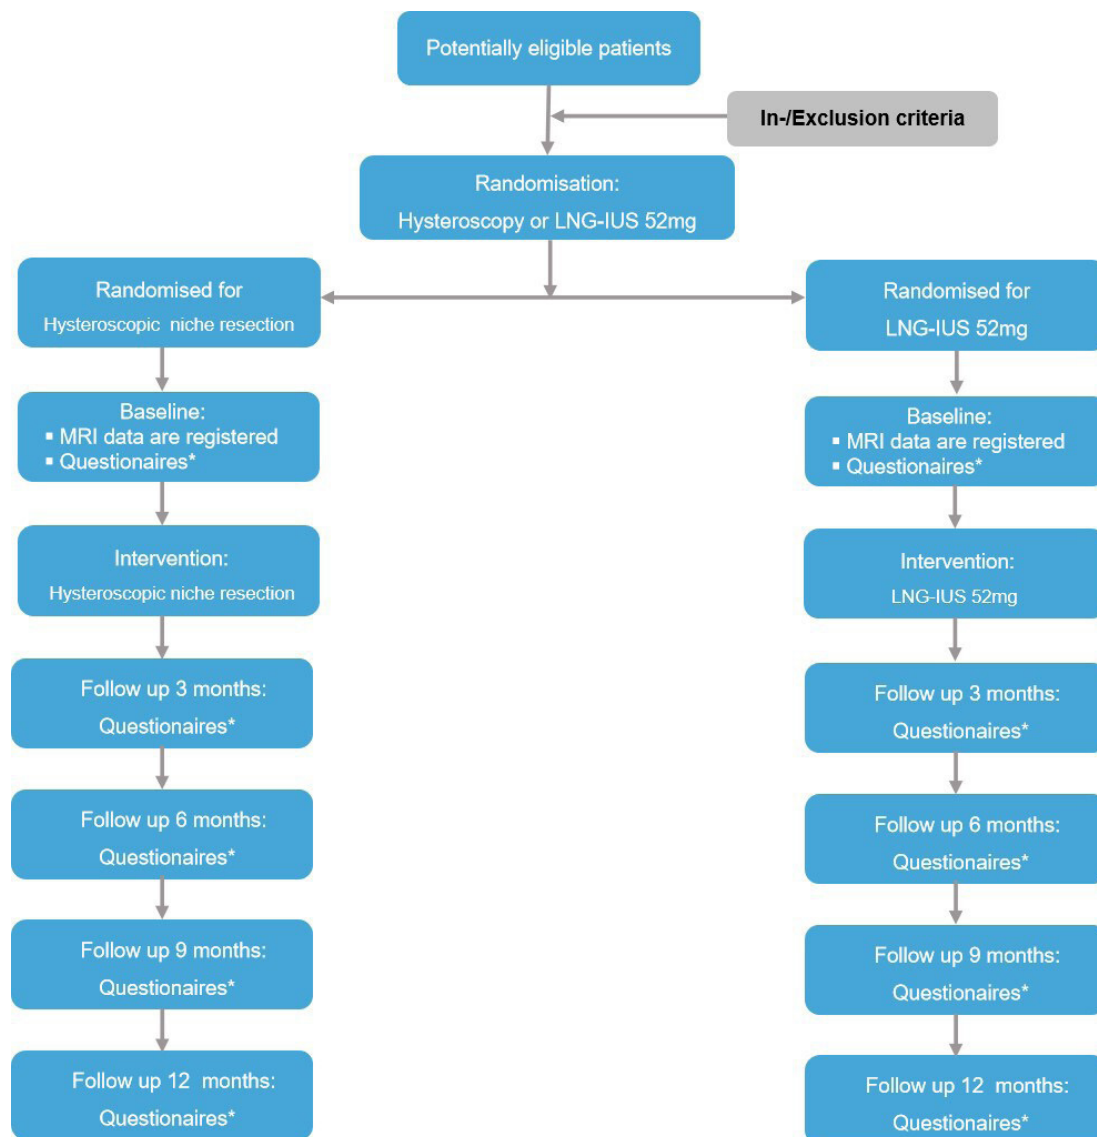 Potentially eligible patients
In-/Exclusion criteria
Randomisation:
Hysteroscopy or LNG-IUS 52mg
Randomised for
Hysteroscopic niche resection
Randomised for
LNG-IUS 52mg
Baseline:
▪ MRI data are registered
▪ Questionaires*
Baseline:
▪ MRI data are registered
▪ Questionaires*
Intervention:
Hysteroscopic niche resection
Intervention:
LNG-IUS 52mg
Follow up 3 months:
Questionaires*
Follow up 3 months:
Questionaires*
Follow up 6 months:
Questionaires*
Follow up 6 months:
Questionaires*
Follow up 9 months:
Questionaires*
Follow up 9 months:
Questionaires*
Follow up 12 months:
Questionaires*
Follow up 12 months:
Questionaires*